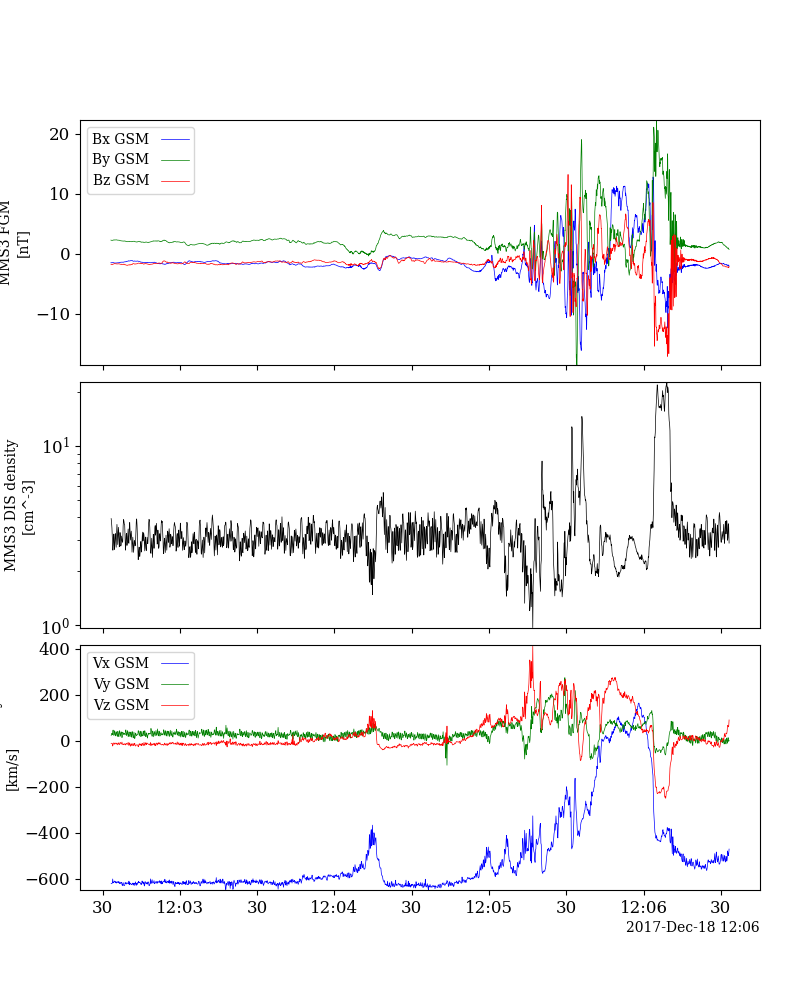 20
10
0
−10
MMS3 FGM
[nT]
Bx GSM
By GSM
Bz GSM
10^1
10^0
MMS3 DIS density
[cm^-3]
400
200
0
−200
−400
−600
[km/s]
Vx GSM
Vy GSM
Vz GSM
30 12:03 30 12:04 30 12:05 30 12:06 30
2017-Dec-18 12:06